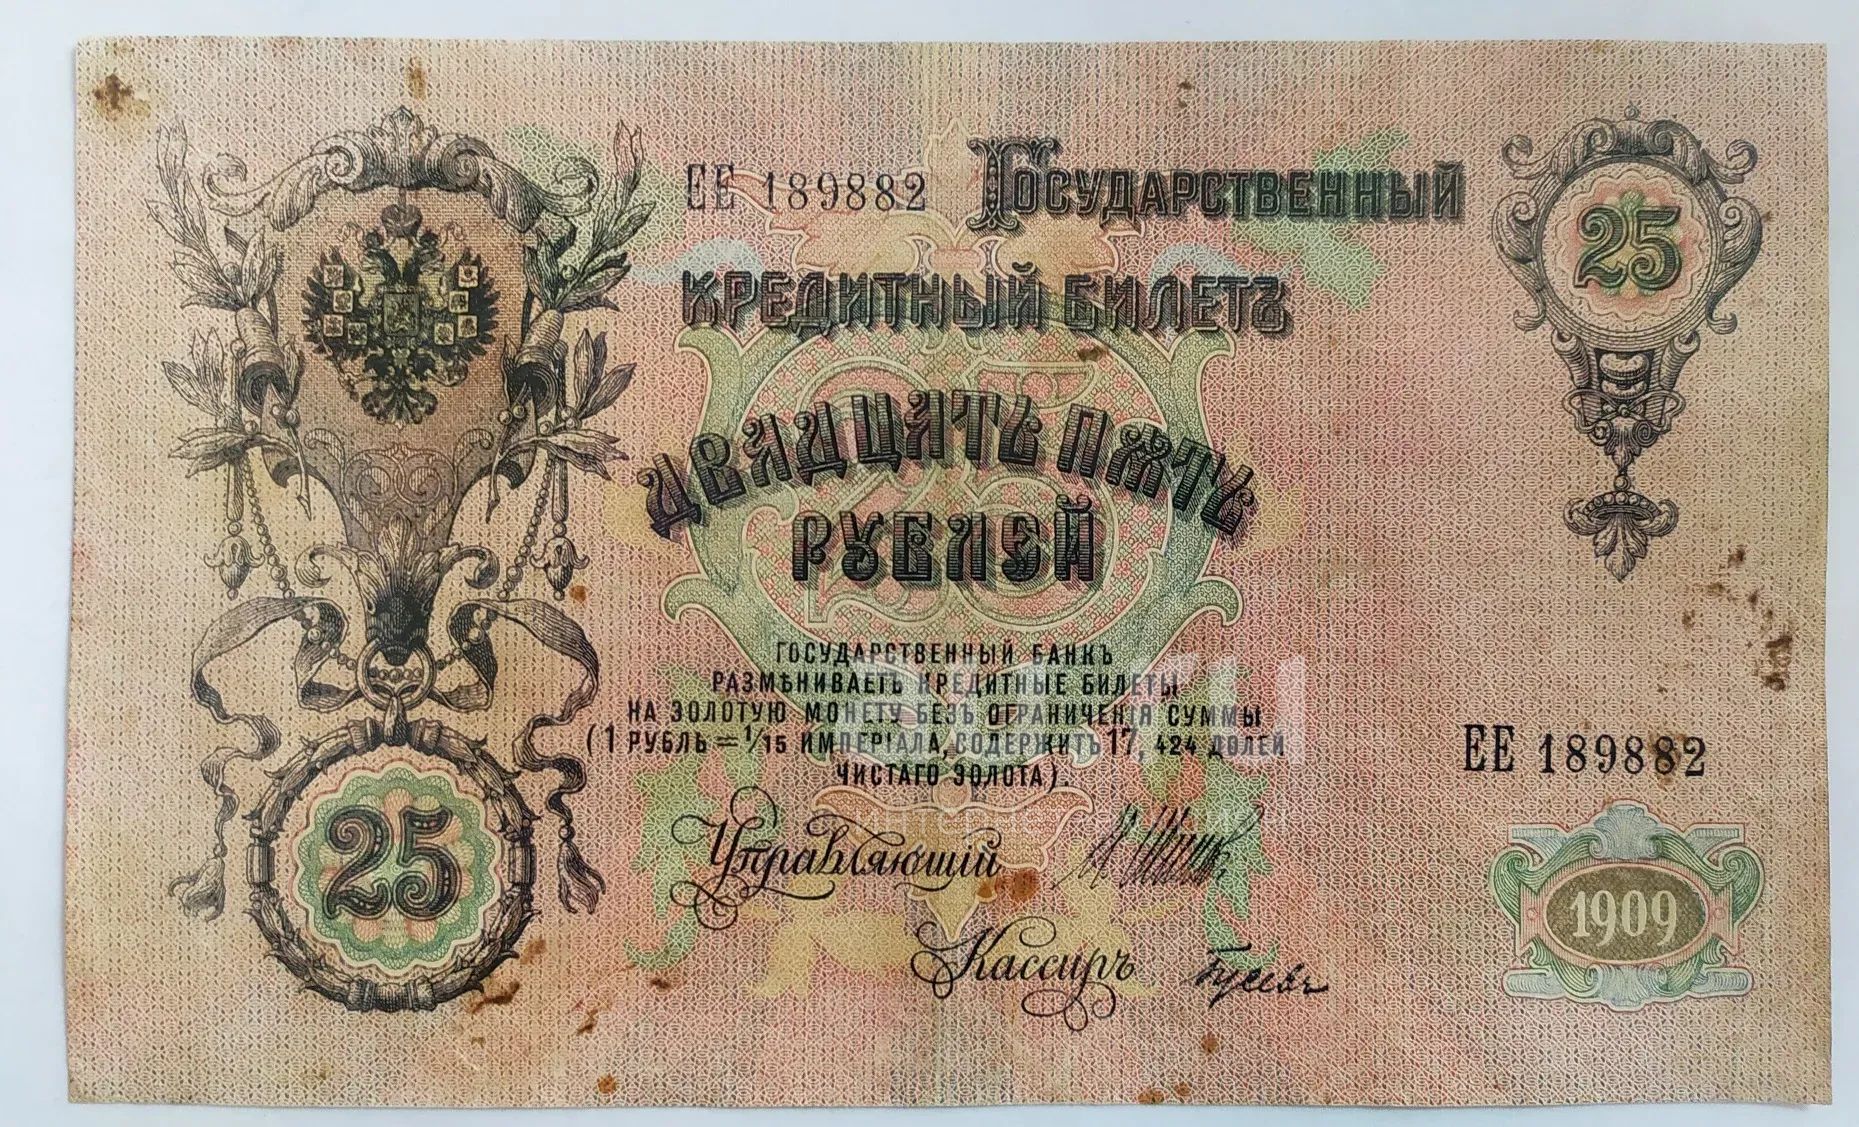 ЕЕ 189882 Государственный 25
Кредитный Билетъ
Двадцать пять
рублей
Государственный Банкъ
размѣниваетъ кредитные билеты
на золотую монету безъ ограниченія суммы
(1 рубль = 1/15 имперіала, содержитъ 17, 424 долей
чистаго золота).
ЕЕ 189882
25
Управляющій
Кассиръ
Гусевъ
1909